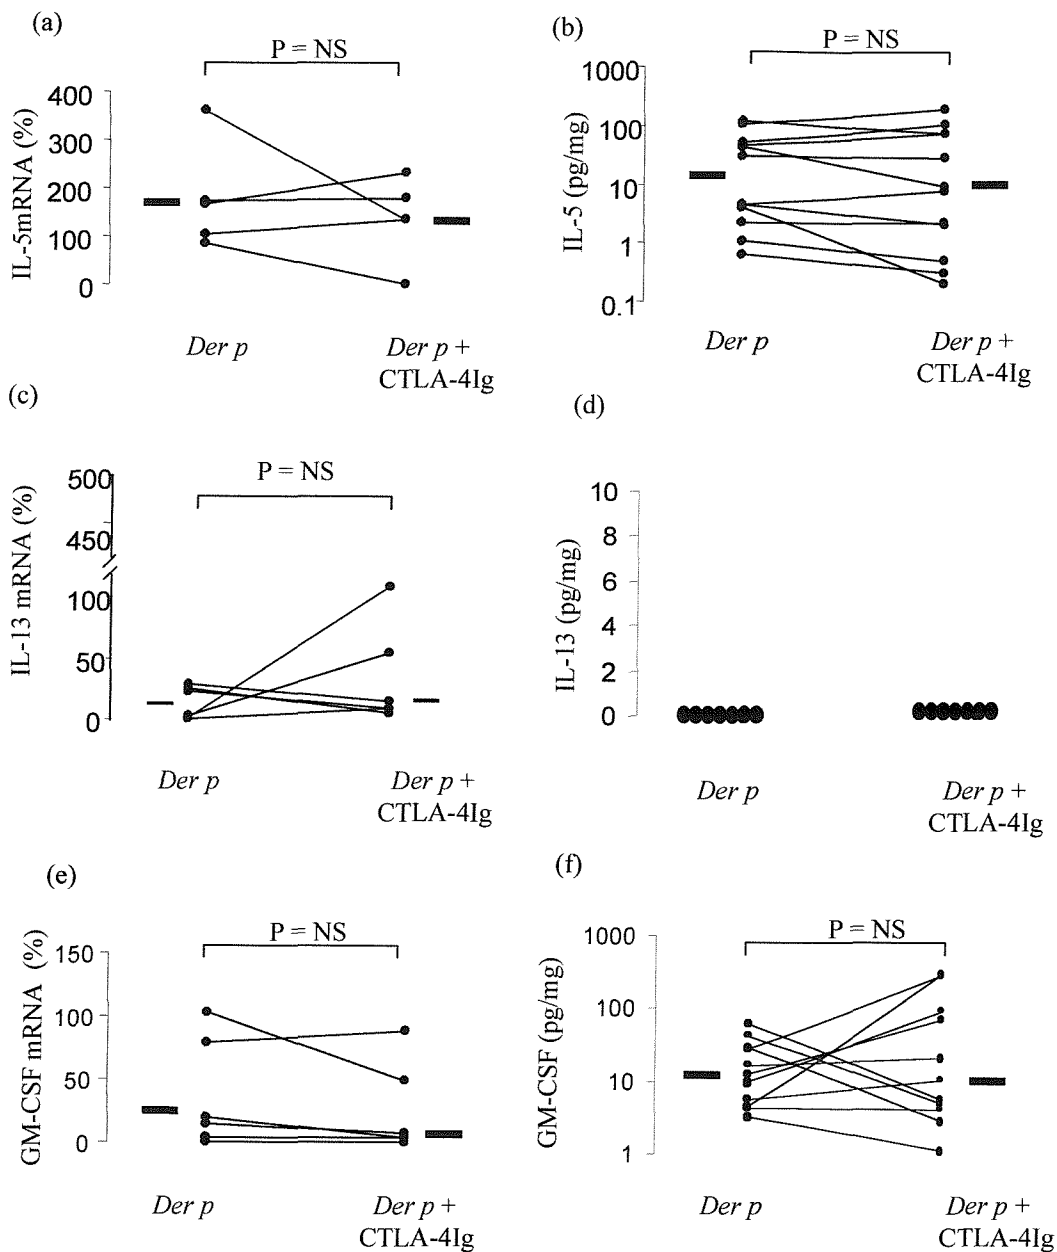 (a)
P = NS
IL-5mRNA (%)
400
300
200
100
0
Der p
Der p +
CTLA-4Ig
(b)
P = NS
IL-5 (pg/mg)
1000
100
10
1
0.1
Der p
Der p +
CTLA-4Ig
(c)
P = NS
IL-13 mRNA (%)
500
450
100
50
0
Der p
Der p +
CTLA-4Ig
(d)
IL-13 (pg/mg)
10
8
6
4
2
0
Der p
Der p +
CTLA-4Ig
(e)
P = NS
GM-CSF mRNA (%)
150
100
50
0
Der p
Der p +
CTLA-4Ig
(f)
P = NS
GM-CSF (pg/mg)
1000
100
10
1
Der p
Der p +
CTLA-4Ig